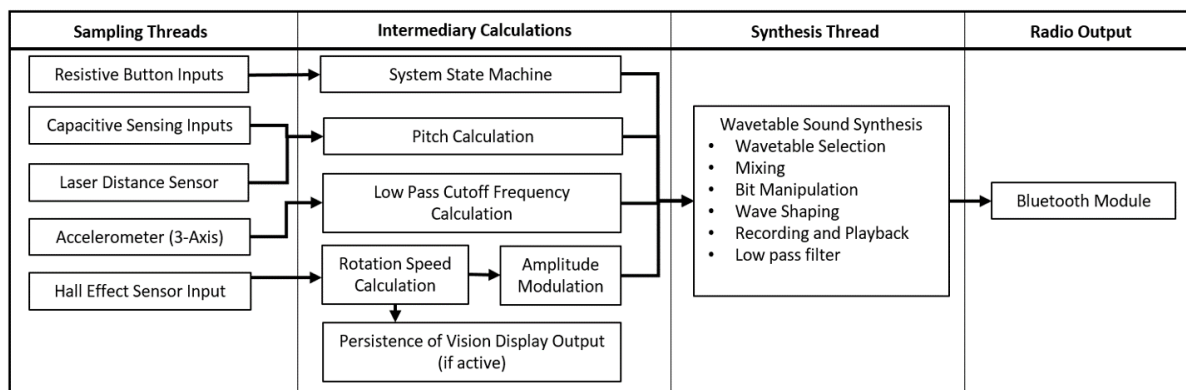 Sampling Threads
Intermediary Calculations
Synthesis Thread
Radio Output
Resistive Button Inputs
Capacitive Sensing Inputs
Laser Distance Sensor
Accelerometer (3-Axis)
Hall Effect Sensor Input
System State Machine
Pitch Calculation
Low Pass Cutoff Frequency
Calculation
Rotation Speed
Calculation
Amplitude
Modulation
Persistence of Vision Display Output
(if active)
Wavetable Sound Synthesis
• Wavetable Selection
• Mixing
• Bit Manipulation
• Wave Shaping
• Recording and Playback
• Low pass filter
Bluetooth Module